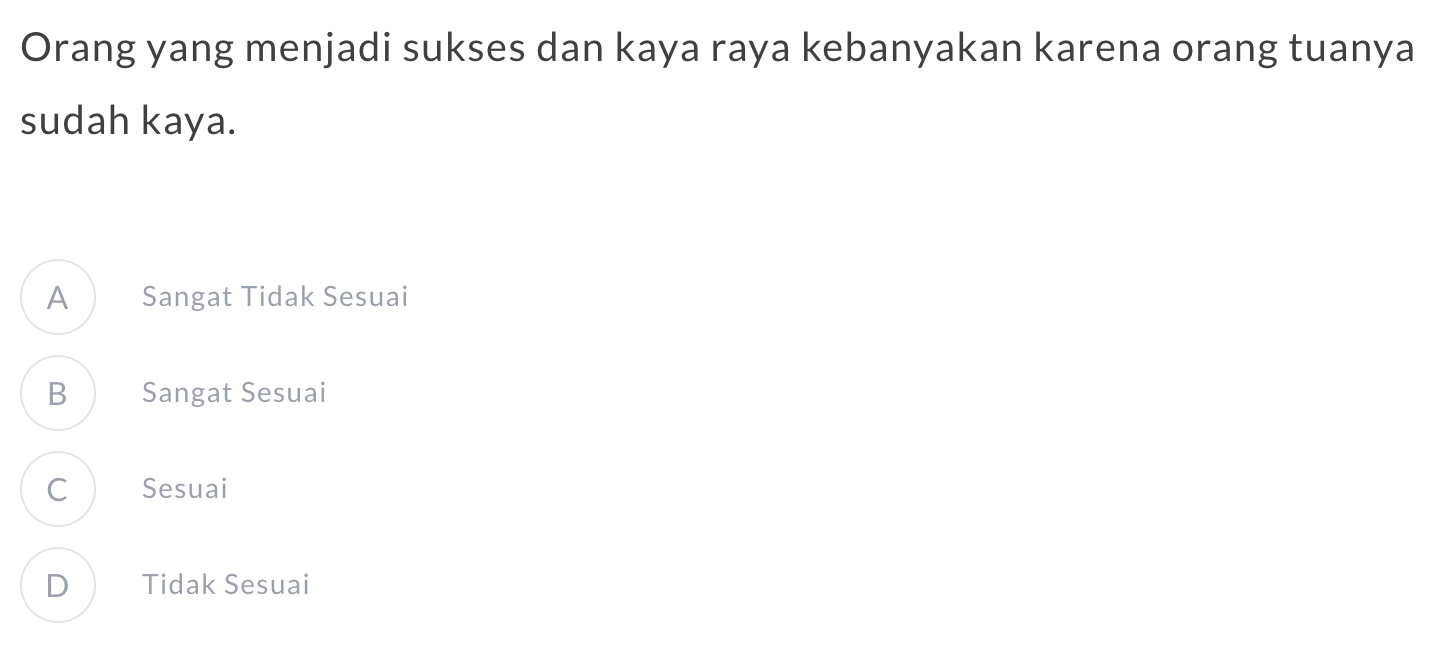 Orang yang menjadi sukses dan kaya raya kebanyakan karena orang tuanya
sudah kaya.
A Sangat Tidak Sesuai
B Sangat Sesuai
C Sesuai
D Tidak Sesuai